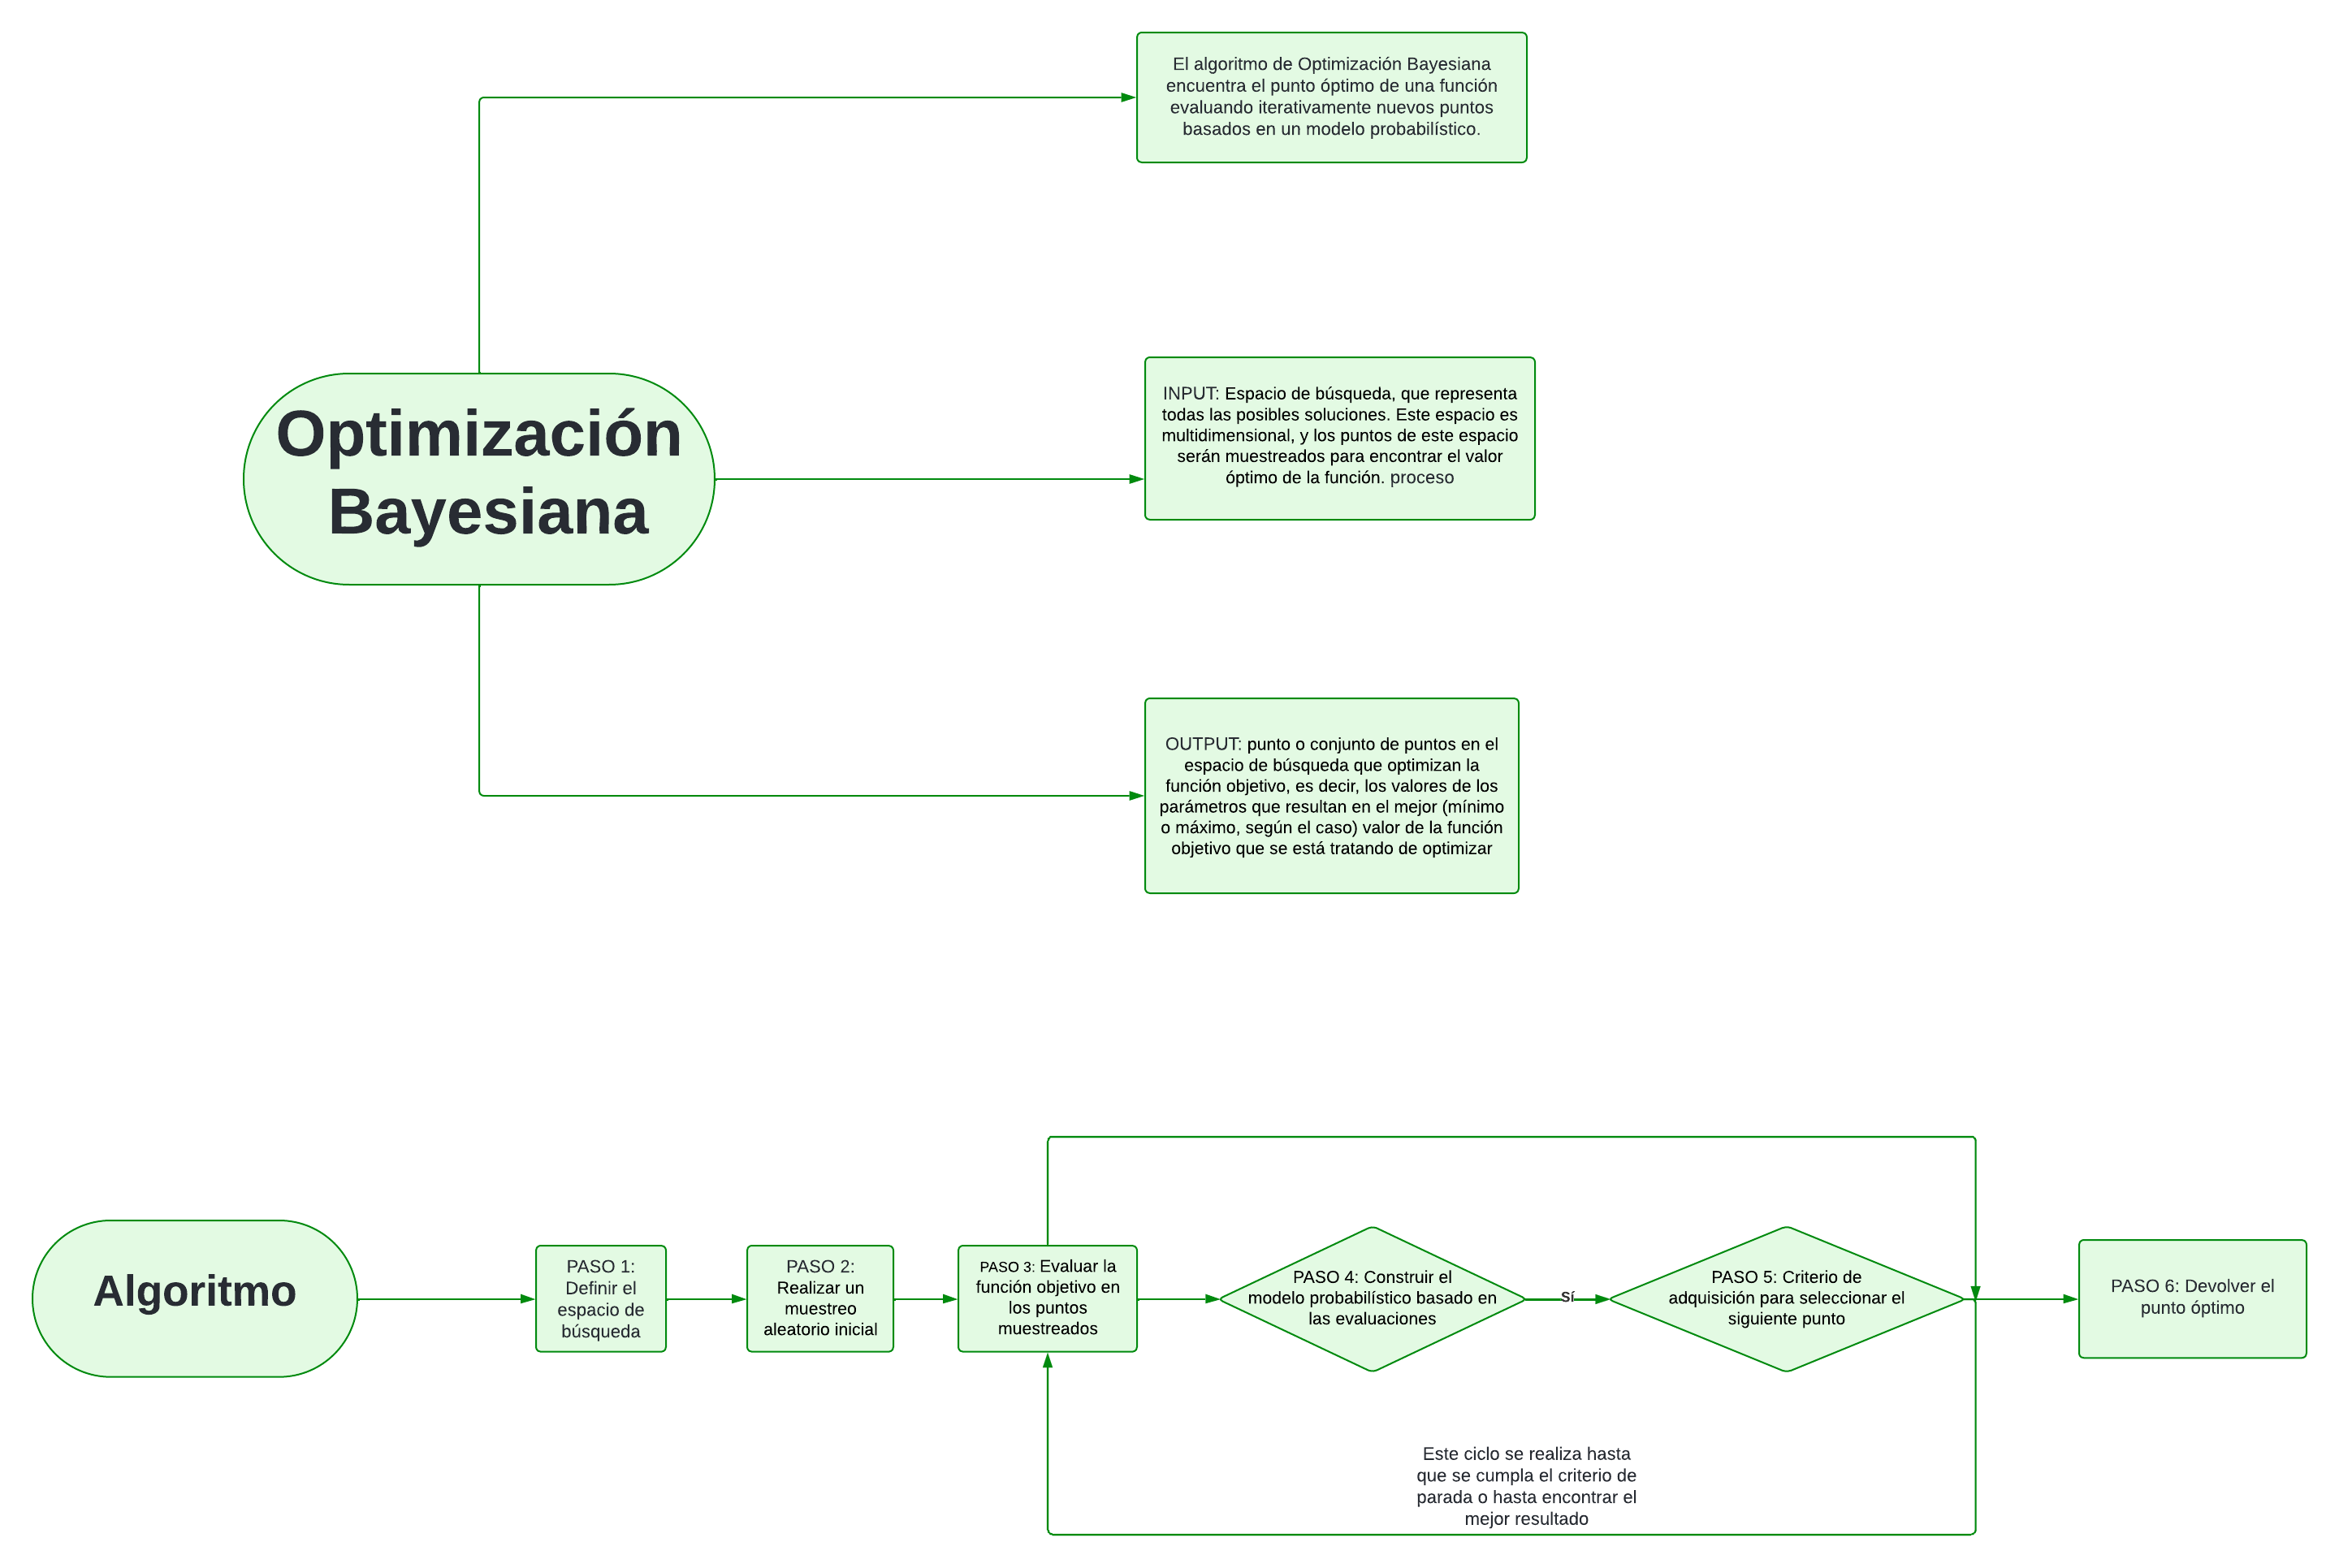 El algoritmo de Optimización Bayesiana
encuentra el punto óptimo de una función
evaluando iterativamente nuevos puntos
basados en un modelo probabilístico.
Optimización
Bayesiana
INPUT: Espacio de búsqueda, que representa
todas las posibles soluciones. Este espacio es
multidimensional, y los puntos de este espacio
serán muestreados para encontrar el valor
óptimo de la función. proceso
OUTPUT: punto o conjunto de puntos en el
espacio de búsqueda que optimizan la
función objetivo, es decir, los valores de los
parámetros que resultan en el mejor (mínimo
o máximo, según el caso) valor de la función
objetivo que se está tratando de optimizar
Algoritmo
PASO 1:
Definir el
espacio de
búsqueda
PASO 2:
Realizar un
muestreo
aleatorio inicial
PASO 3: Evaluar la
función objetivo en
los puntos
muestreados
PASO 4: Construir el
modelo probabilístico basado en
las evaluaciones
Sí
PASO 5: Criterio de
adquisición para seleccionar el
siguiente punto
PASO 6: Devolver el
punto óptimo
Este ciclo se realiza hasta
que se cumpla el criterio de
parada o hasta encontrar el
mejor resultado